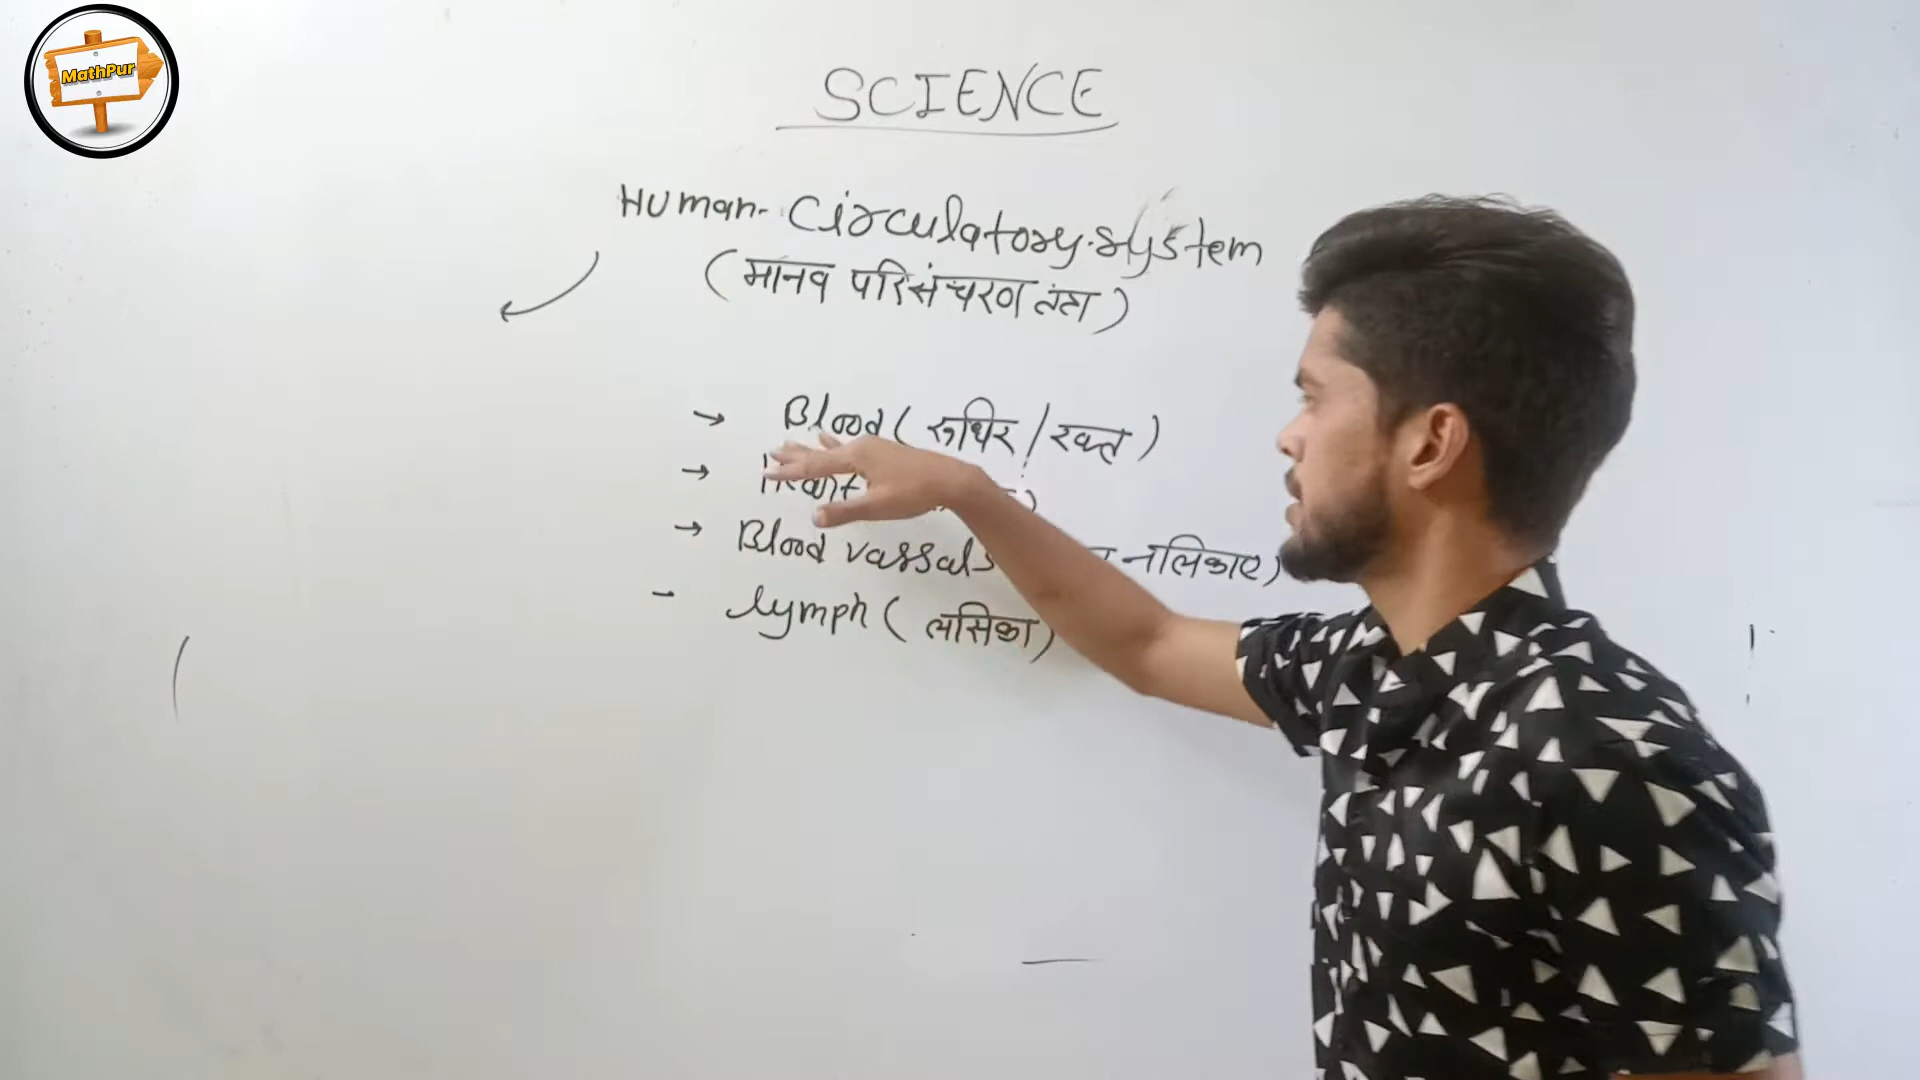 MathPur
SCIENCE
Human- Circulatory-system
(मानव परिसंचरण तंत्र)
→ Blood (रूधिर/रक्त)
→ Heart
→ Blood vassals नलिकाए)
- lymph (लसिका)